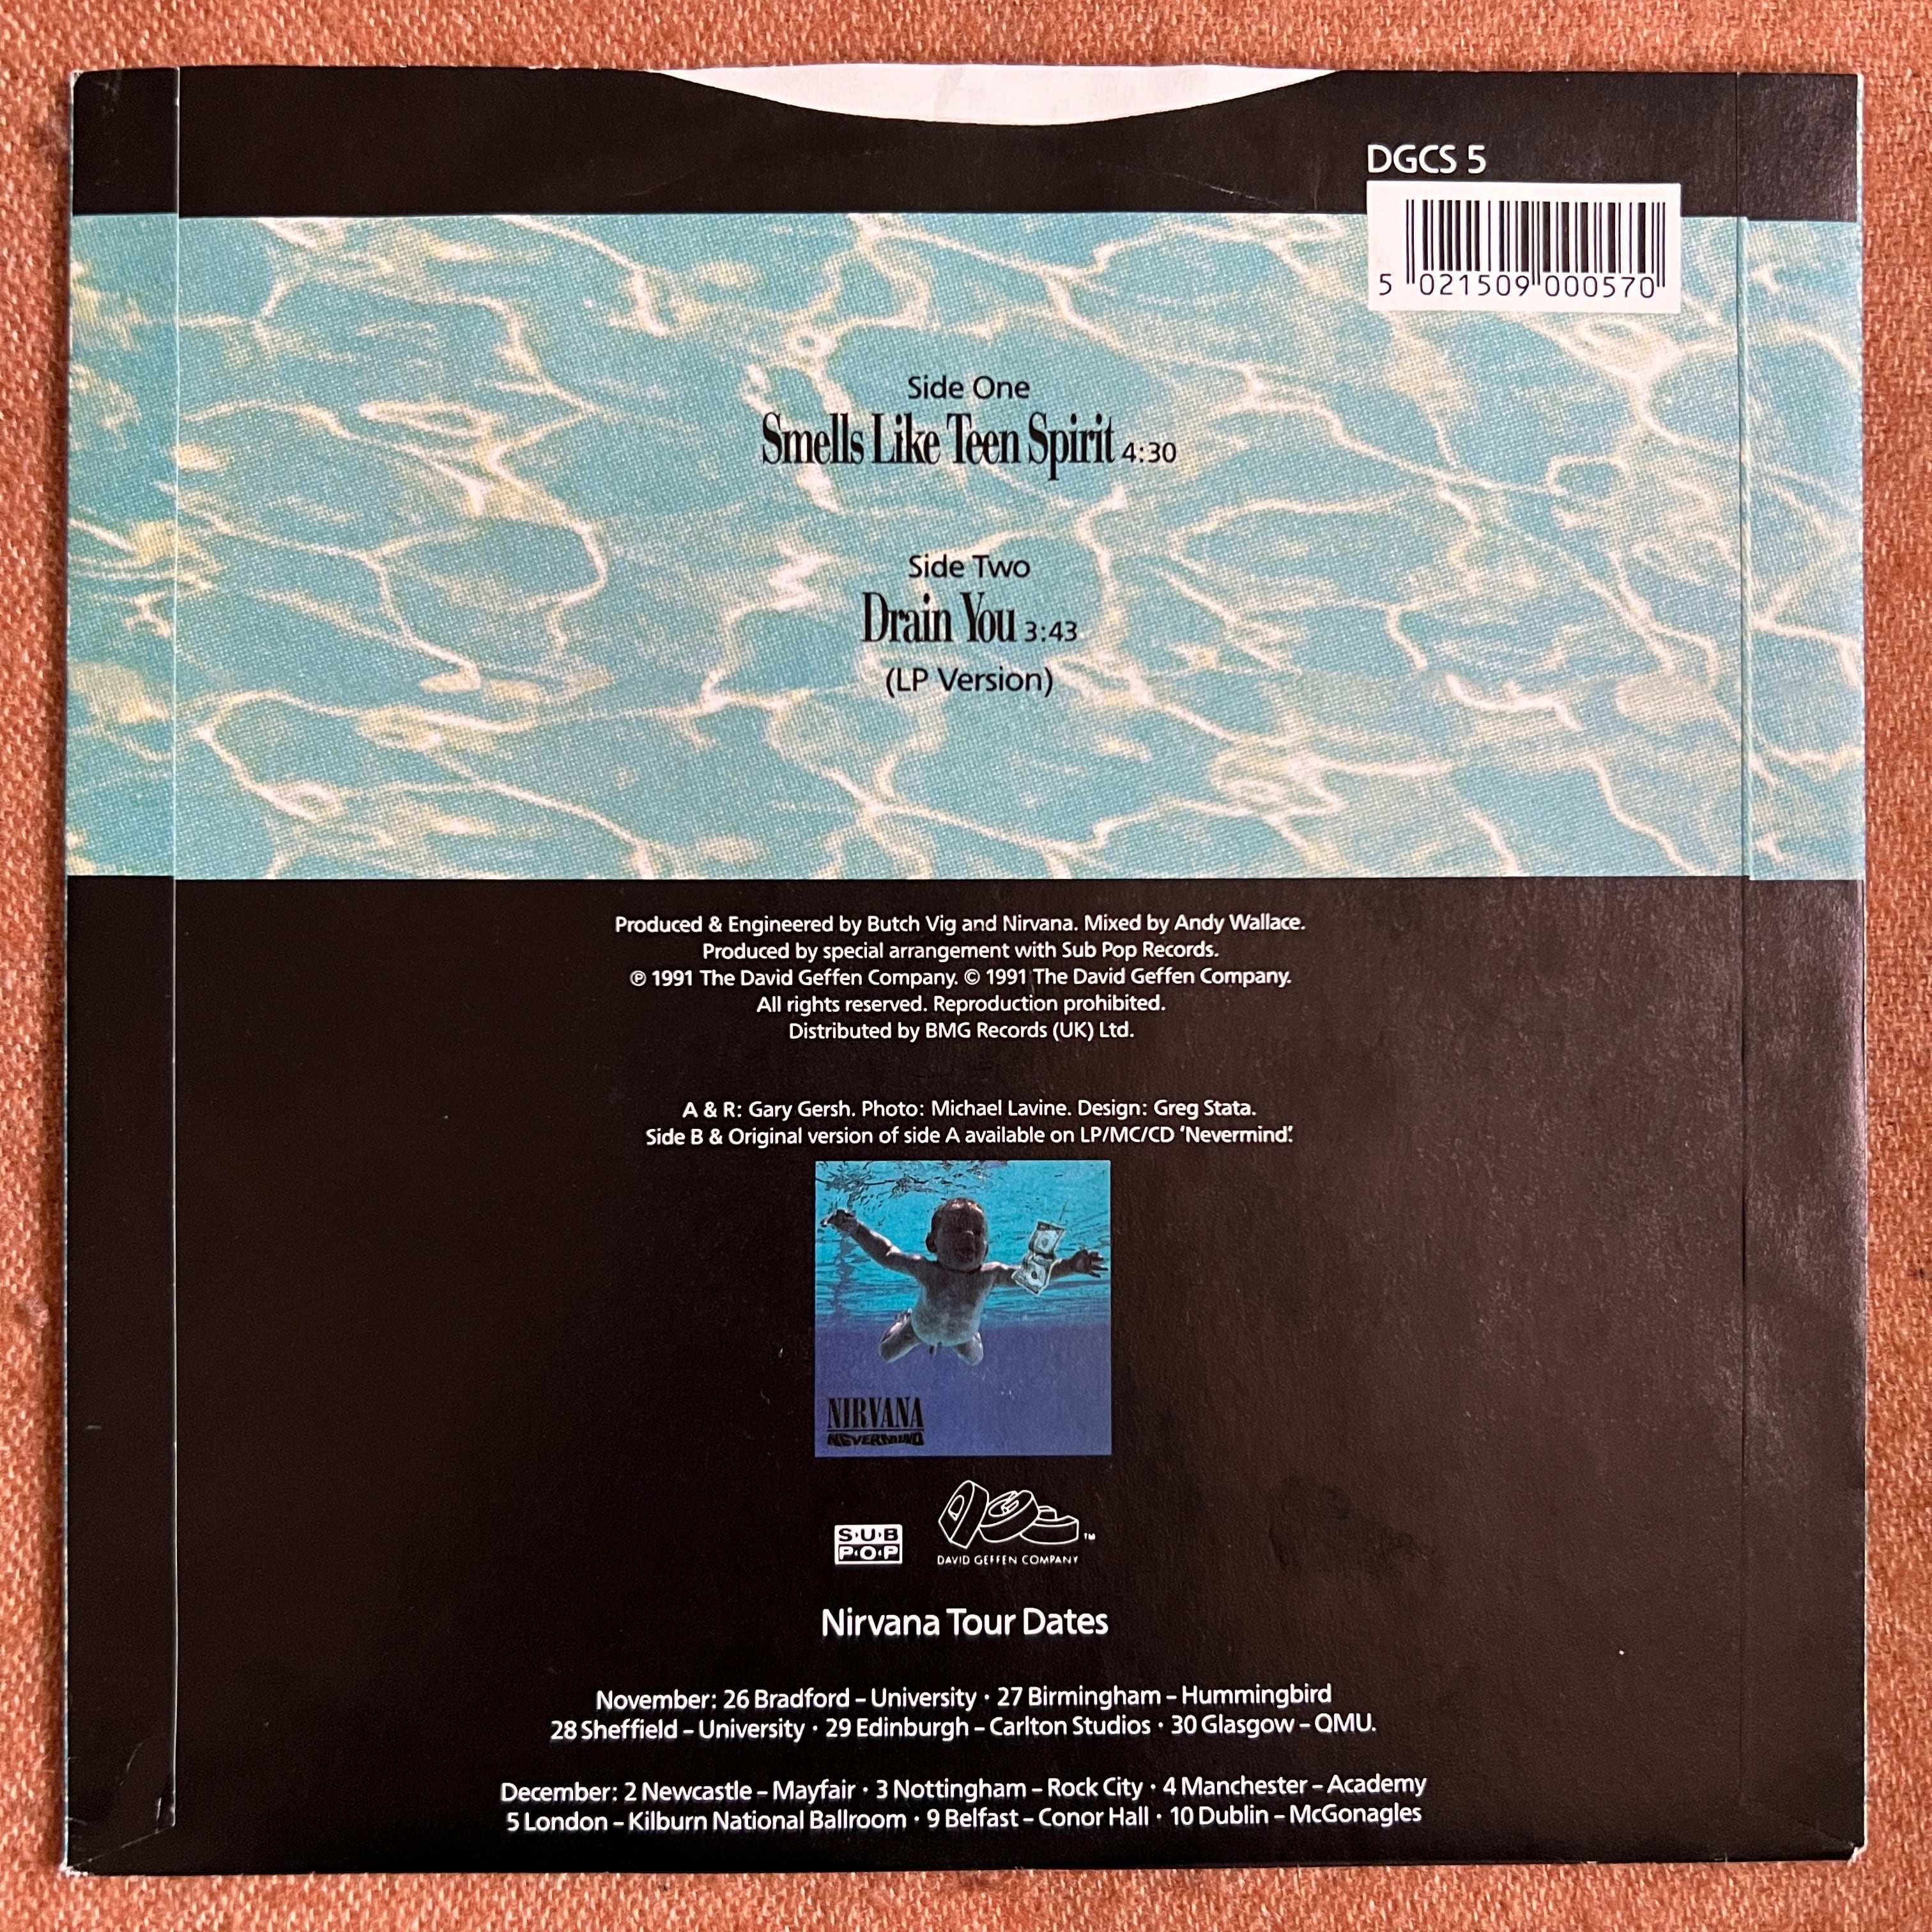 DGCS 5
5 021509 000570
Side One
Smells Like Teen Spirit 4:30
Side Two
Drain You 3:43
(LP Version)
Produced & Engineered by Butch Vig and Nirvana. Mixed by Andy Wallace.
Produced by special arrangement with Sub Pop Records.
℗ 1991 The David Geffen Company. © 1991 The David Geffen Company.
All rights reserved. Reproduction prohibited.
Distributed by BMG Records (UK) Ltd.
A & R: Gary Gersh. Photo: Michael Lavine. Design: Greg Stata.
Side B & Original version of side A available on LP/MC/CD ‘Nevermind’.
NIRVANA
NEVERMIND
S·U·B
P·O·P
DGC ™
DAVID GEFFEN COMPANY
Nirvana Tour Dates
November: 26 Bradford – University · 27 Birmingham – Hummingbird
28 Sheffield – University · 29 Edinburgh – Carlton Studios · 30 Glasgow – QMU.
December: 2 Newcastle – Mayfair · 3 Nottingham – Rock City · 4 Manchester – Academy
5 London – Kilburn National Ballroom · 9 Belfast – Conor Hall · 10 Dublin – McGonagles